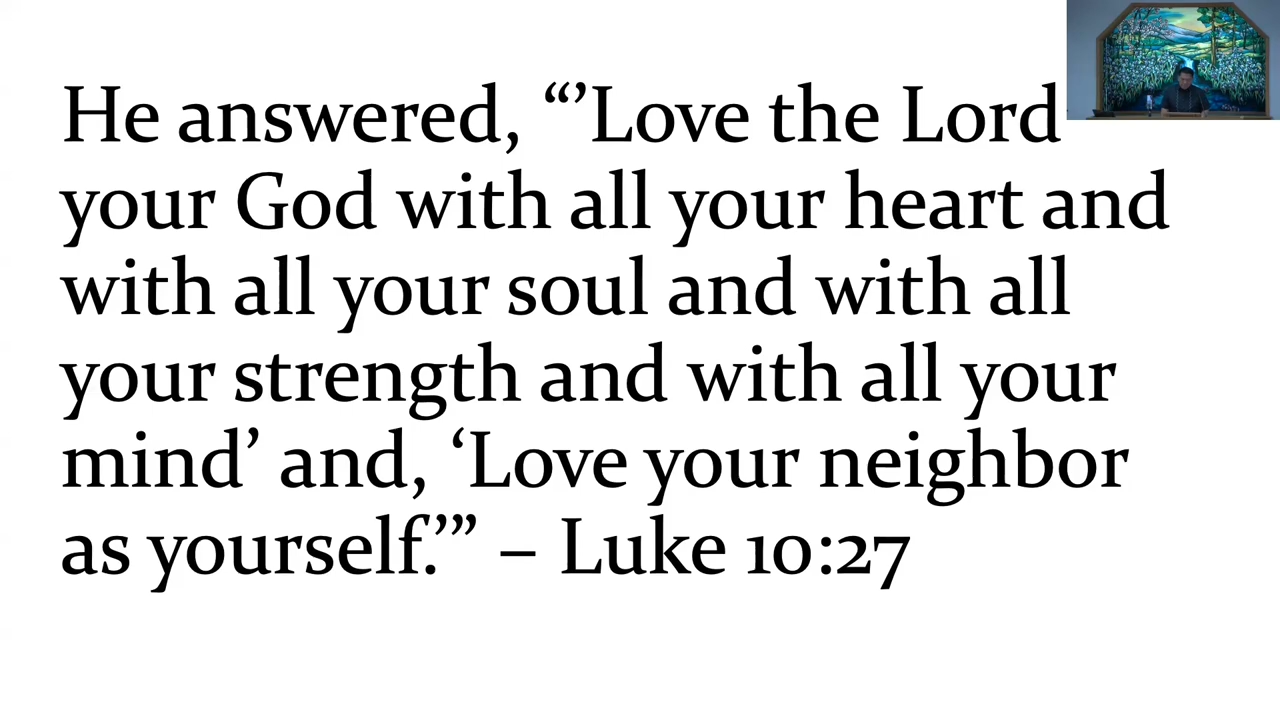 He answered, “’Love the Lord
your God with all your heart and
with all your soul and with all
your strength and with all your
mind’ and, ‘Love your neighbor
as yourself.’” – Luke 10:27